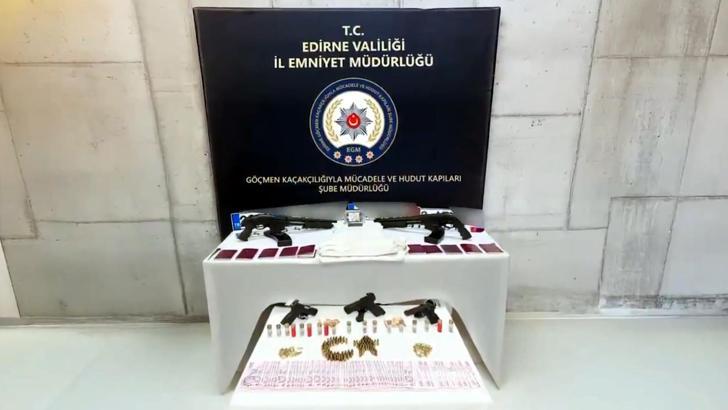 T.C.
EDİRNE VALİLİĞİ
İL EMNİYET MÜDÜRLÜĞÜ
EGM
GÖÇMEN KAÇAKÇILIĞIYLA MÜCADELE VE HUDUT KAPILARI
ŞUBE MÜDÜRLÜĞÜ